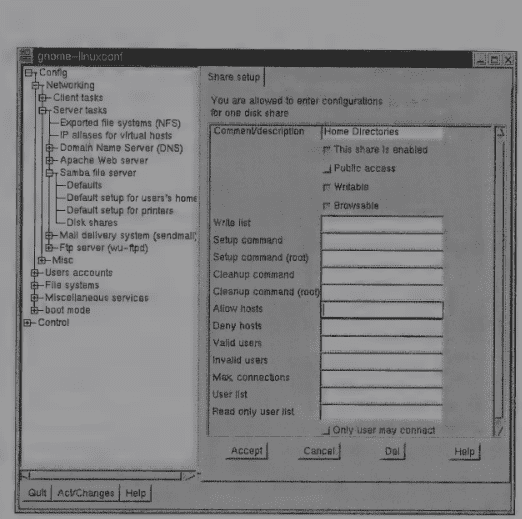 gnome-linuxconf
Config
Networking
Client tasks
Server tasks
Exported file systems (NFS)
IP aliases for virtual hosts
Domain Name Server (DNS)
Apache Web server
Samba file server
Defaults
Default setup for users's home
Default setup for printers
Disk shares
Mail delivery system (sendmail)
Ftp server (wu-ftpd)
Misc
Users accounts
File systems
Miscellaneous services
boot mode
Control
Quit Act/Changes Help
Share setup
You are allowed to enter configurations
for one disk share
Comment/description Home Directories
This share is enabled
Public access
Writable
Browsable
Write list
Setup command
Setup command (root)
Cleanup command
Cleanup command (root)
Allow hosts
Deny hosts
Valid users
Invalid users
Max. connections
User list
Read only user list
Only user may connect
Accept Cancel Del Help